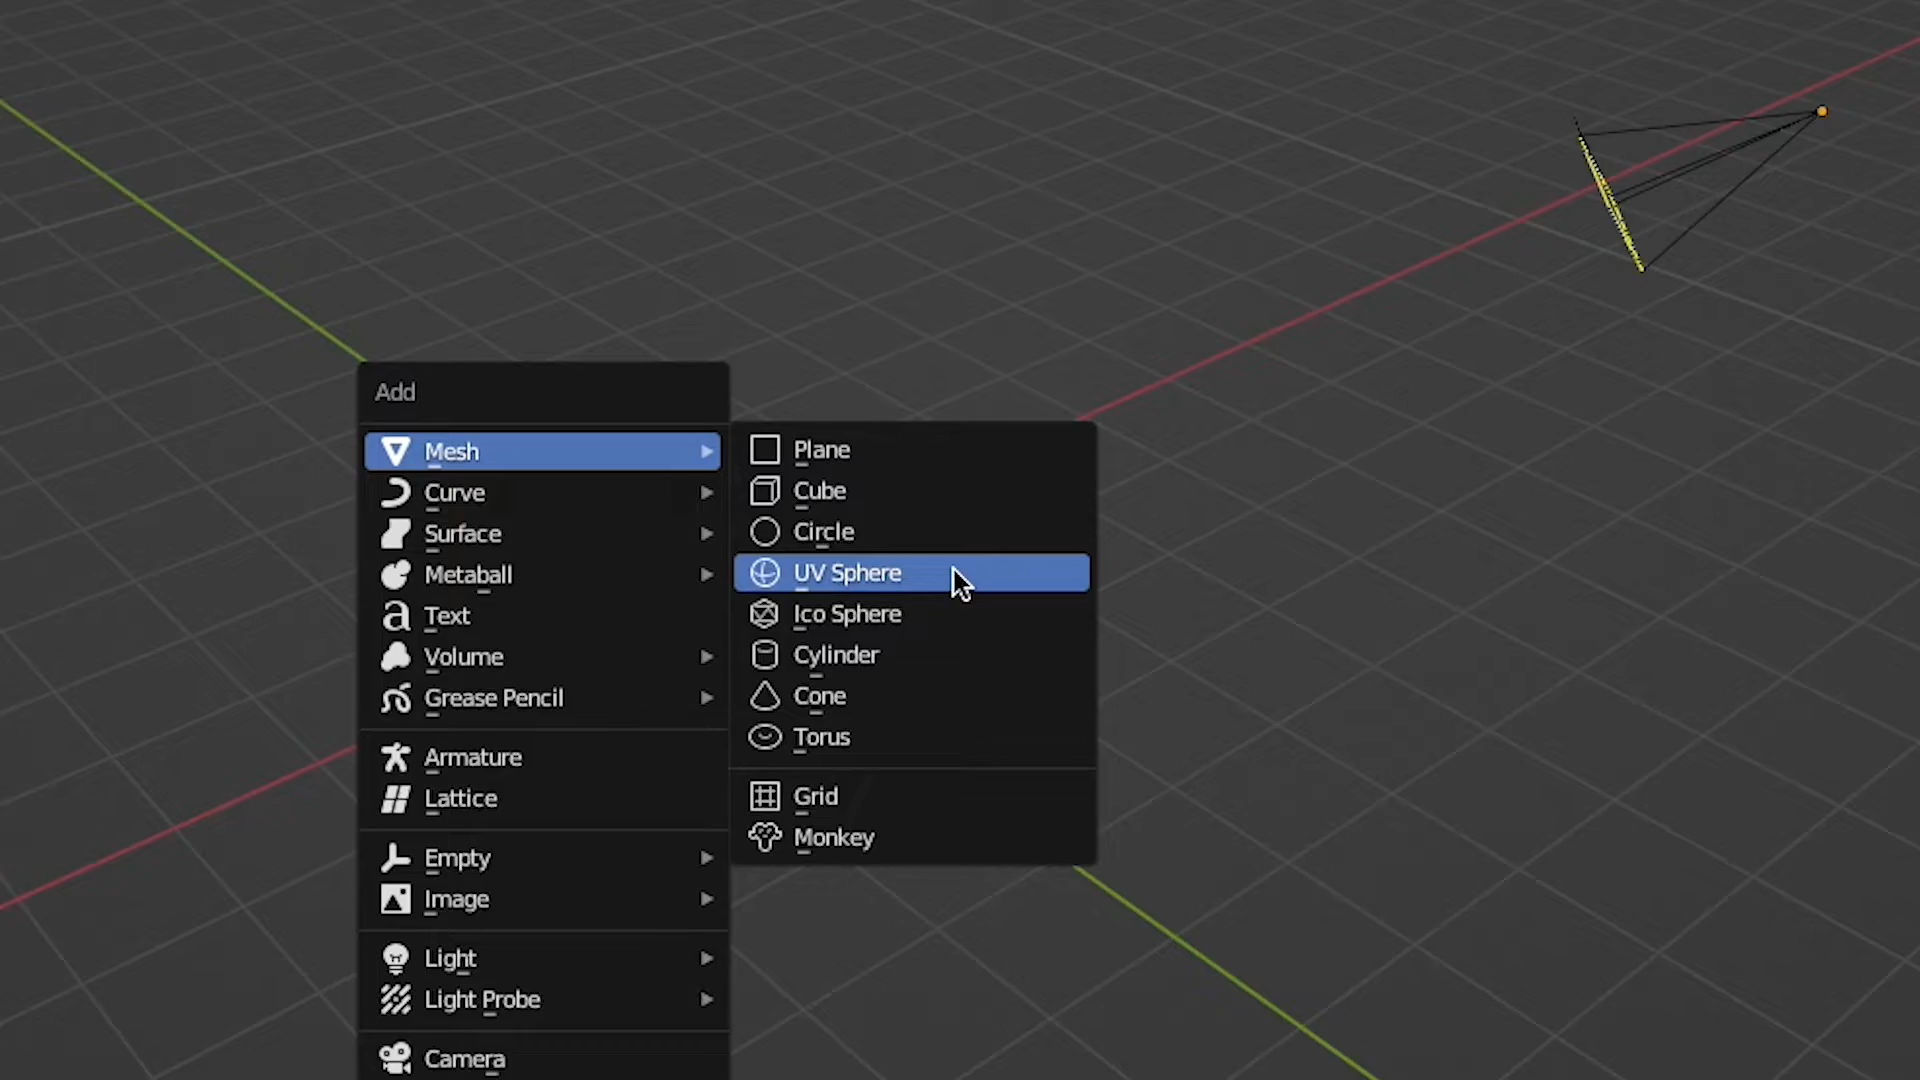 Add
Mesh
Curve
Surface
Metaball
Text
Volume
Grease Pencil
Armature
Lattice
Empty
Image
Light
Light Probe
Camera
Plane
Cube
Circle
UV Sphere
Ico Sphere
Cylinder
Cone
Torus
Grid
Monkey